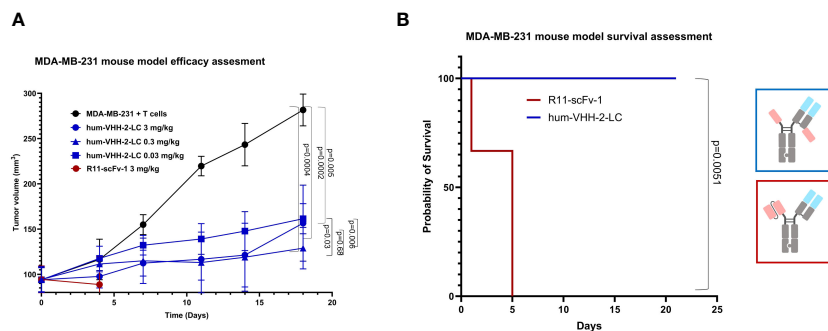 A
MDA-MB-231 mouse model efficacy assesment
300
250
200
150
100
Tumor volume (mm³)
MDA-MB-231 + T cells
hum-VHH-2-LC 3 mg/kg
hum-VHH-2-LC 0.3 mg/kg
hum-VHH-2-LC 0.03 mg/kg
R11-scFv-1 3 mg/kg
p=0.005
p=0.0002
p=0.0004
p=0.006
p=0.68
p=0.03
0 5 10 15 20
Time (Days)
B
MDA-MB-231 mouse model survival assessment
100
50
0
Probability of Survival
R11-scFv-1
hum-VHH-2-LC
p=0.0051
0 5 10 15 20 25
Days